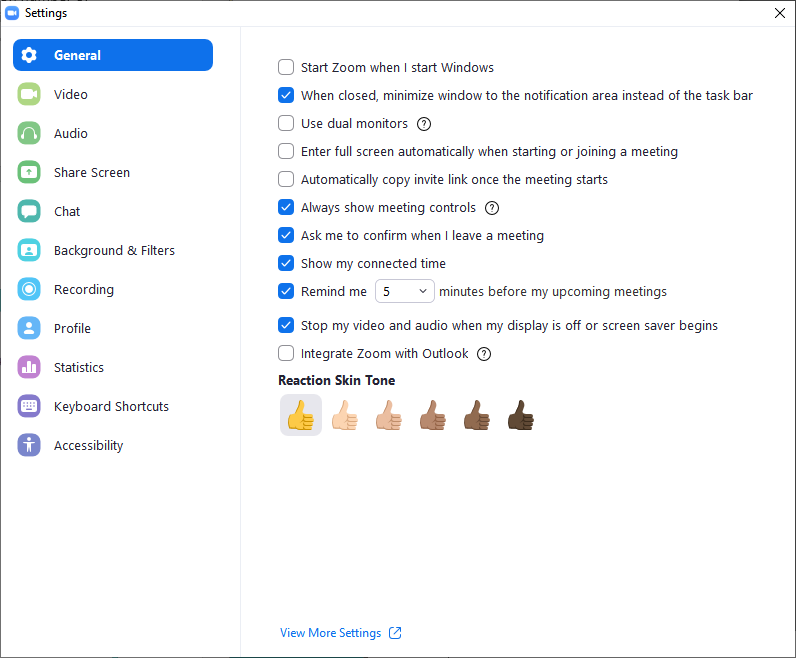 Settings
General
Video
Audio
Share Screen
Chat
Background & Filters
Recording
Profile
Statistics
Keyboard Shortcuts
Accessibility
Start Zoom when I start Windows
When closed, minimize window to the notification area instead of the task bar
Use dual monitors ?
Enter full screen automatically when starting or joining a meeting
Automatically copy invite link once the meeting starts
Always show meeting controls ?
Ask me to confirm when I leave a meeting
Show my connected time
Remind me 5 minutes before my upcoming meetings
Stop my video and audio when my display is off or screen saver begins
Integrate Zoom with Outlook ?
Reaction Skin Tone
View More Settings